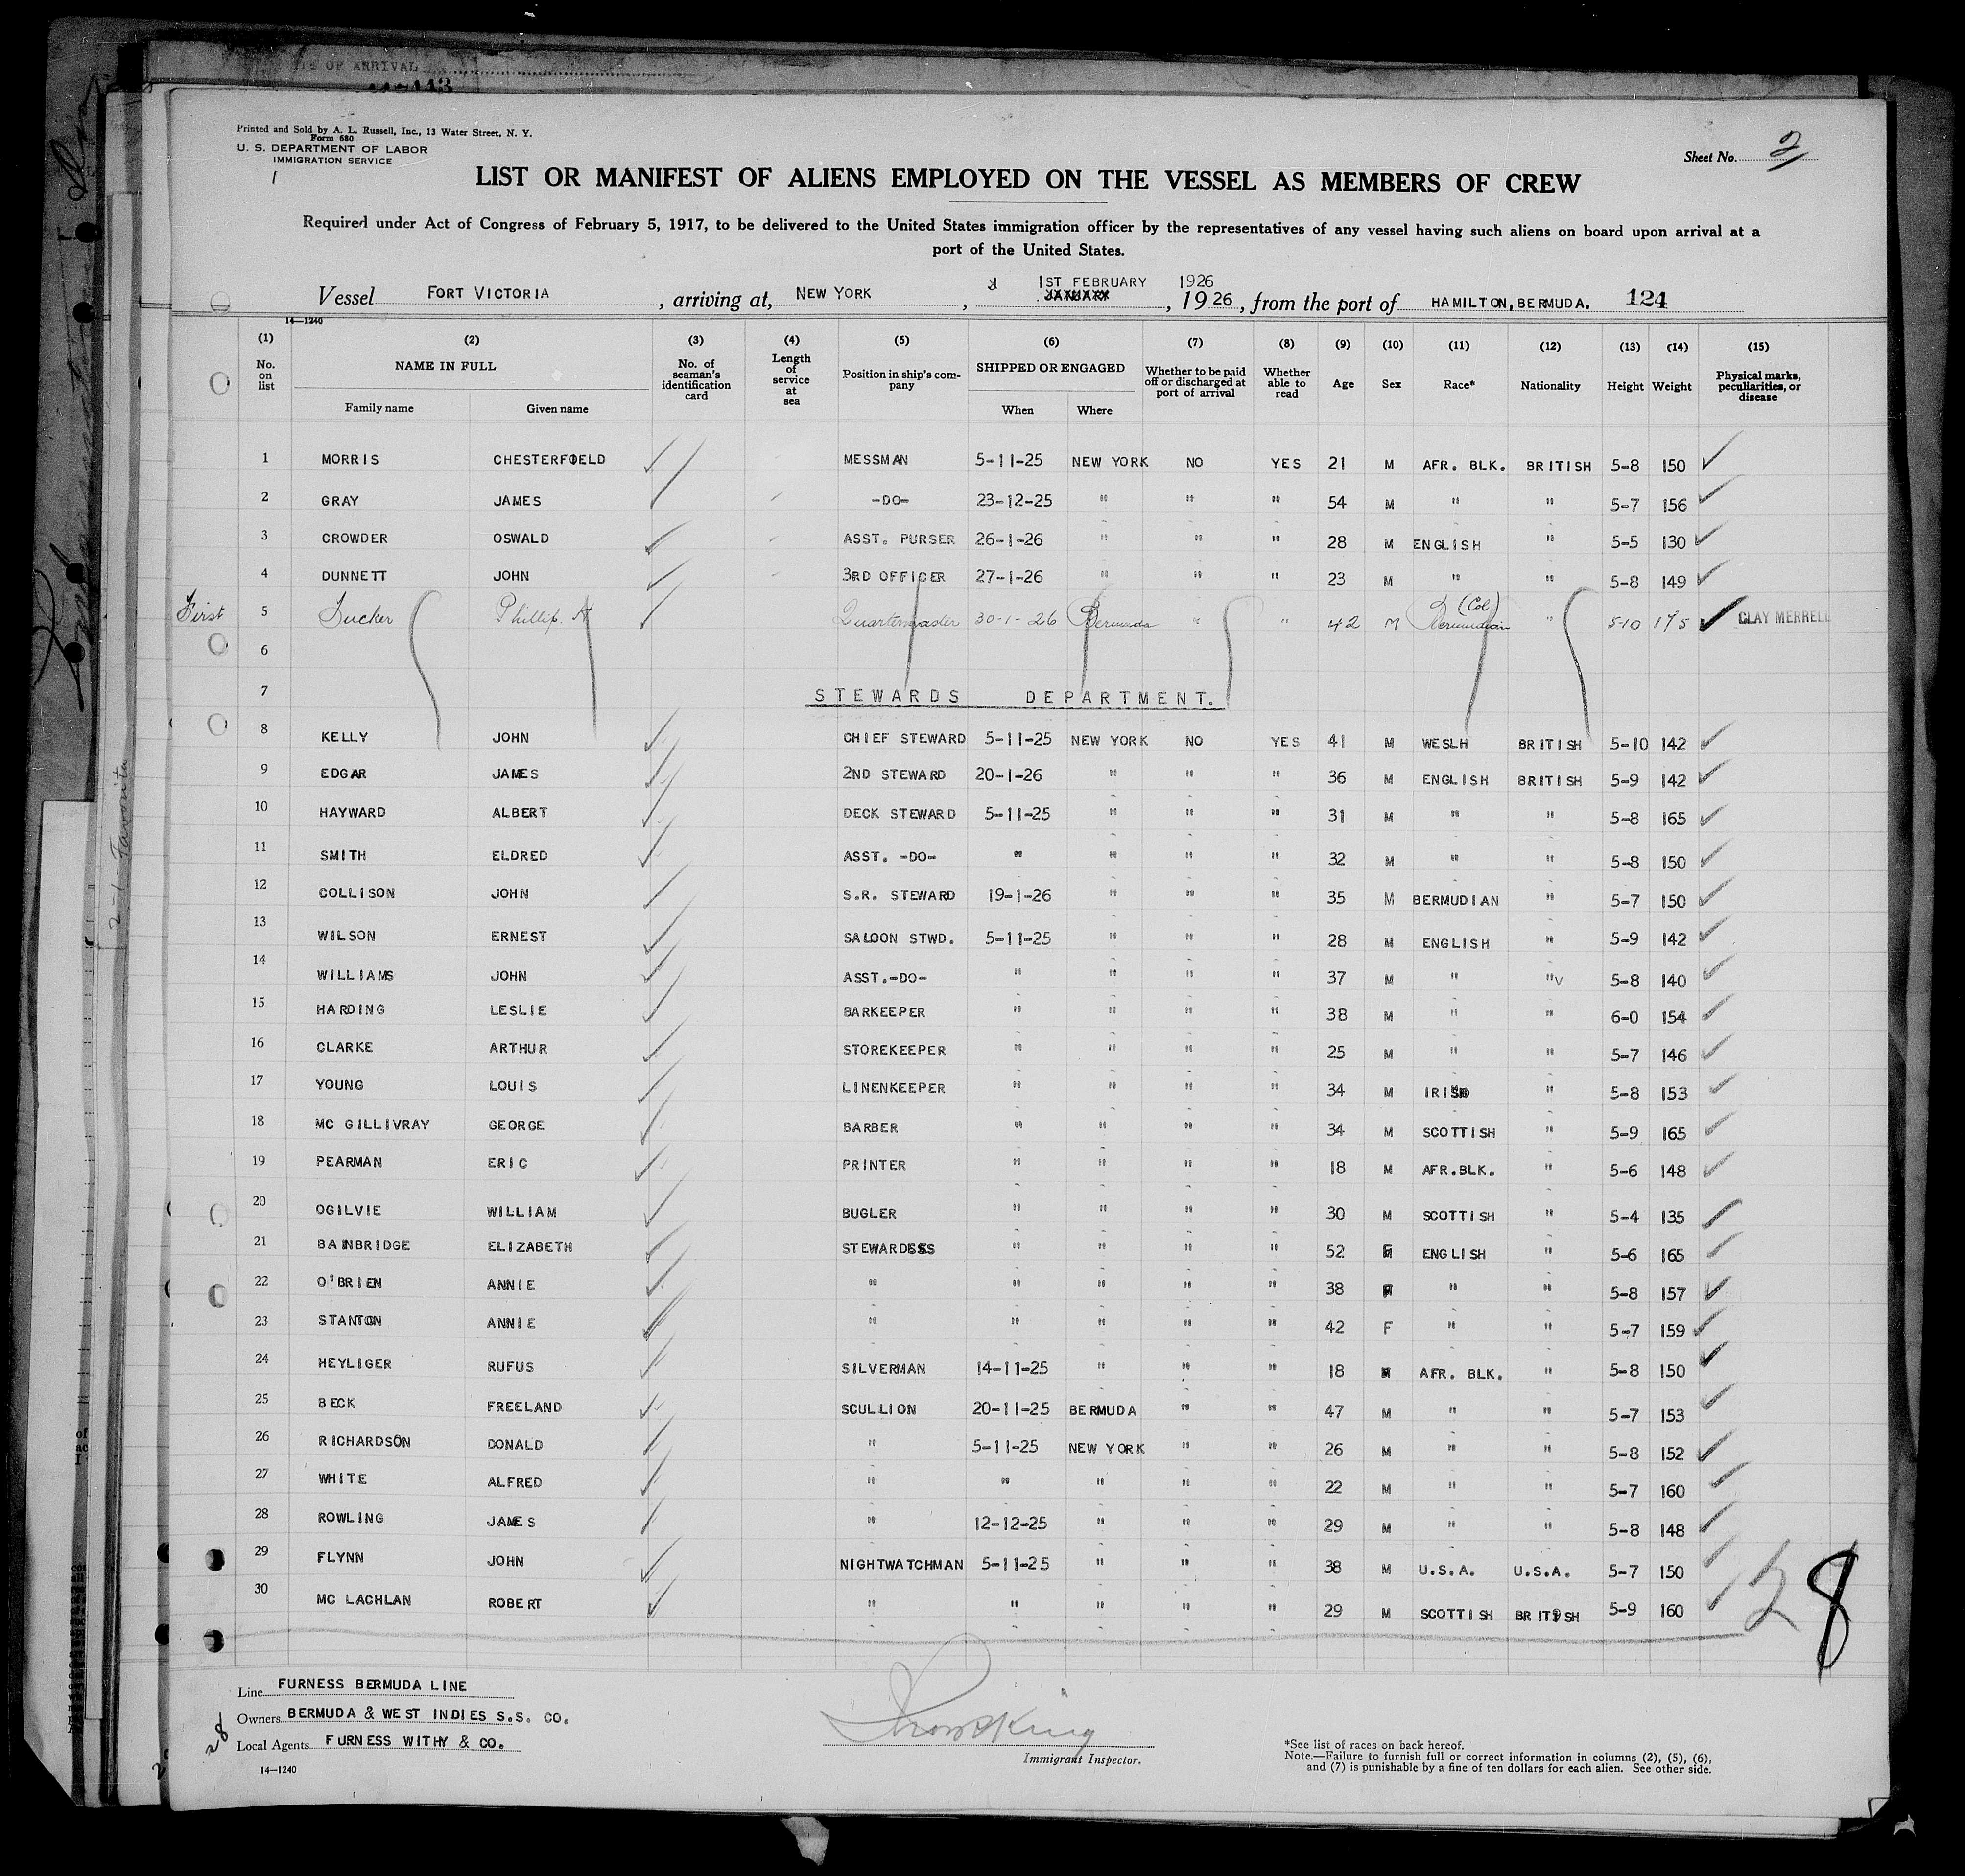 OF ARRIVAL
Printed and Sold by A. L. Russell, Inc., 13 Water Street, N. Y.
Form 680
U. S. DEPARTMENT OF LABOR
IMMIGRATION SERVICE
Sheet No. 2
LIST OR MANIFEST OF ALIENS EMPLOYED ON THE VESSEL AS MEMBERS OF CREW
Required under Act of Congress of February 5, 1917, to be delivered to the United States immigration officer by the representatives of any vessel having such aliens on board upon arrival at a
port of the United States.
1ST FEBRUARY 1926
Vessel FORT VICTORIA , arriving at, NEW YORK , JANUARY , 19 26 , from the port of HAMILTON, BERMUDA. 124
14—1240
(1) (2) (3) (4) (5) (6) (7) (8) (9) (10) (11) (12) (13) (14) (15)
No. on list NAME IN FULL Family name Given name No. of seaman's identification card Length of service at sea Position in ship's company SHIPPED OR ENGAGED When Where Whether to be paid off or discharged at port of arrival Whether able to read Age Sex Race* Nationality Height Weight Physical marks, peculiarities, or disease
1 MORRIS CHESTERFIELD MESSMAN 5-11-25 NEW YORK NO YES 21 M AFR. BLK. BRITISH 5-8 150
2 GRAY JAMES -DO- 23-12-25 " " " 54 M " " 5-7 156
3 CROWDER OSWALD ASST. PURSER 26-1-26 " " " 28 M ENGLISH " 5-5 130
4 DUNNETT JOHN 3RD OFFICER 27-1-26 " " " 23 M " " 5-8 149
First 5 Tucker Phillip. A Quartermaster 30-1-26 Bermuda " " 42 M Bermudian (Col) " 5-10 175 CLAY MERRELL
6
7 STEWARDS DEPARTMENT.
8 KELLY JOHN CHIEF STEWARD 5-11-25 NEW YORK NO YES 41 M WESLH BRITISH 5-10 142
9 EDGAR JAMES 2ND STEWARD 20-1-26 " " " 36 M ENGLISH BRITISH 5-9 142
10 HAYWARD ALBERT DECK STEWARD 5-11-25 " " " 31 M " " 5-8 165
11 SMITH ELDRED ASST. -DO- " " " " 32 M " " 5-8 150
12 COLLISON JOHN S.R. STEWARD 19-1-26 " " " 35 M BERMUDIAN " 5-7 150
13 WILSON ERNEST SALOON STWD. 5-11-25 " " " 28 M ENGLISH " 5-9 142
14 WILLIAMS JOHN ASST.-DO- " " " " 37 M " " 5-8 140
15 HARDING LESLIE BARKEEPER " " " " 38 M " " 6-0 154
16 CLARKE ARTHUR STOREKEEPER " " " " 25 M " " 5-7 146
17 YOUNG LOUIS LINENKEEPER " " " " 34 M IRISH " 5-8 153
18 MC GILLIVRAY GEORGE BARBER " " " " 34 M SCOTTISH " 5-9 165
19 PEARMAN ERIC PRINTER " " " " 18 M AFR.BLK. " 5-6 148
20 OGILVIE WILLIAM BUGLER " " " " 30 M SCOTTISH " 5-4 135
21 BAINBRIDGE ELIZABETH STEWARDESS " " " " 52 F ENGLISH " 5-6 165
22 O'BRIEN ANNIE " " " " " 38 F " " 5-8 157
23 STANTON ANNIE " " " " " 42 F " " 5-7 159
24 HEYLIGER RUFUS SILVERMAN 14-11-25 " " " 18 M AFR. BLK. " 5-8 150
25 BECK FREELAND SCULLION 20-11-25 BERMUDA " " 47 M " " 5-7 153
26 RICHARDSON DONALD " 5-11-25 NEW YORK " " 26 M " " 5-8 152
27 WHITE ALFRED " " " " " 22 M " " 5-7 160
28 ROWLING JAMES " 12-12-25 " " " 29 M " " 5-8 148
29 FLYNN JOHN NIGHTWATCHMAN 5-11-25 " " " 38 M U.S.A. U.S.A. 5-7 150
30 MC LACHLAN ROBERT " " " " " 29 M SCOTTISH BRITISH 5-9 160
8
Line FURNESS BERMUDA LINE
Owners BERMUDA & WEST INDIES S.S. CO.
Local Agents FURNESS WITHY & CO.
28
14—1240
Immigrant Inspector.
*See list of races on back hereof.
Note.—Failure to furnish full or correct information in columns (2), (5), (6),
and (7) is punishable by a fine of ten dollars for each alien. See other side.